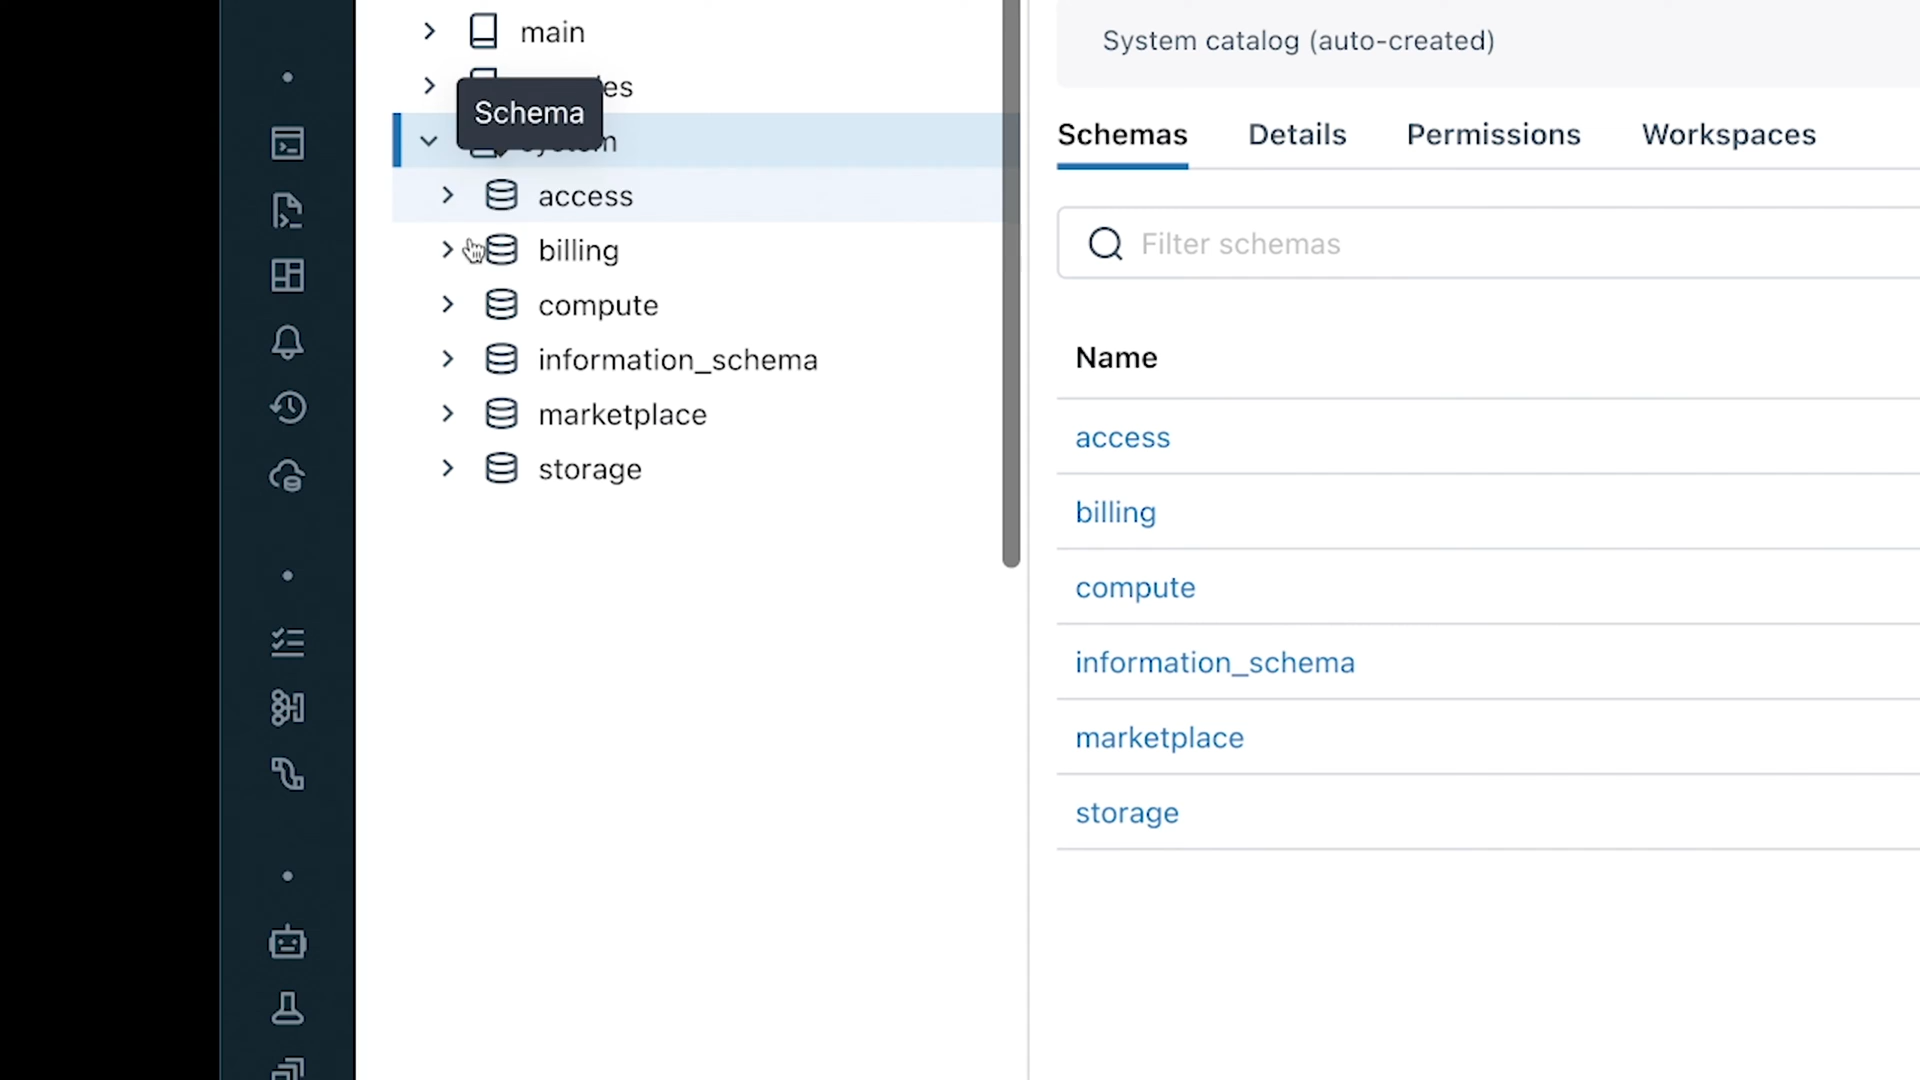 main
Schema
access
billing
compute
information_schema
marketplace
storage
System catalog (auto-created)
Schemas Details Permissions Workspaces
Filter schemas
Name
access
billing
compute
information_schema
marketplace
storage